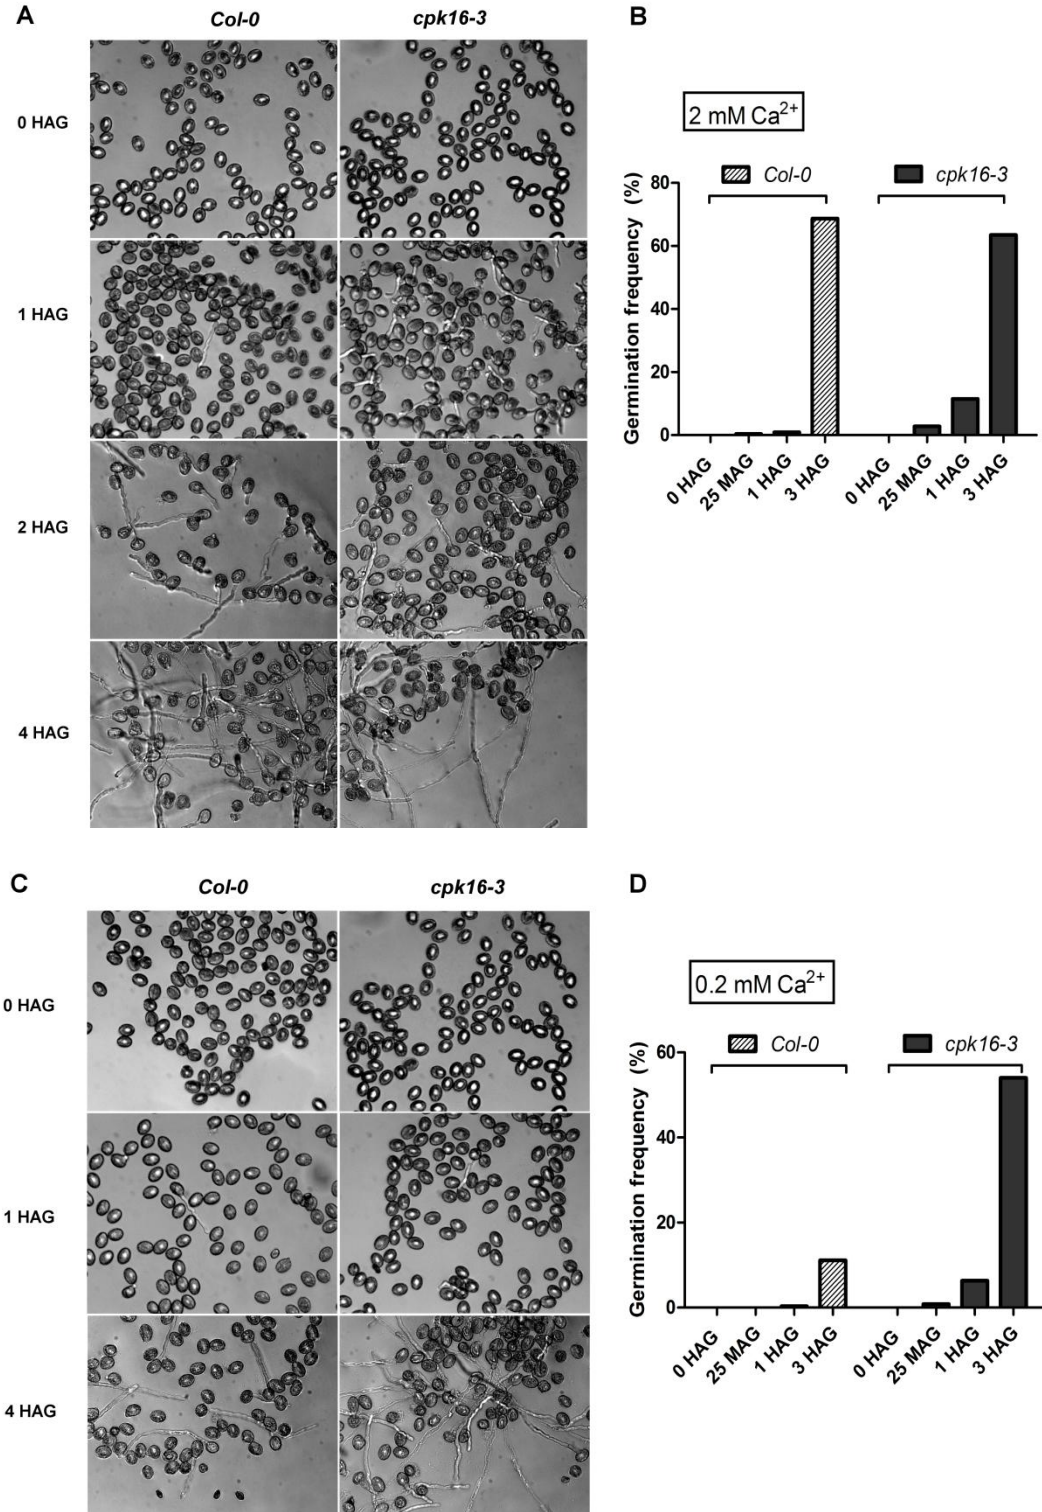 A
Col-0
cpk16-3
0 HAG
1 HAG
2 HAG
4 HAG
B
2 mM Ca²⁺
Col-0
cpk16-3
Germination frequency (%)
80
60
40
20
0
0 HAG
25 MAG
1 HAG
3 HAG
0 HAG
25 MAG
1 HAG
3 HAG
C
Col-0
cpk16-3
0 HAG
1 HAG
4 HAG
D
0.2 mM Ca²⁺
Col-0
cpk16-3
Germination frequency (%)
60
40
20
0
0 HAG
25 MAG
1 HAG
3 HAG
0 HAG
25 MAG
1 HAG
3 HAG